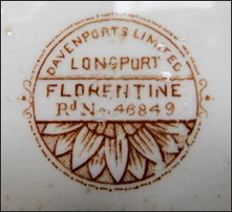 DAVENPORTS LIMITED
LONGPORT
FLORENTINE
Rd No. 46849